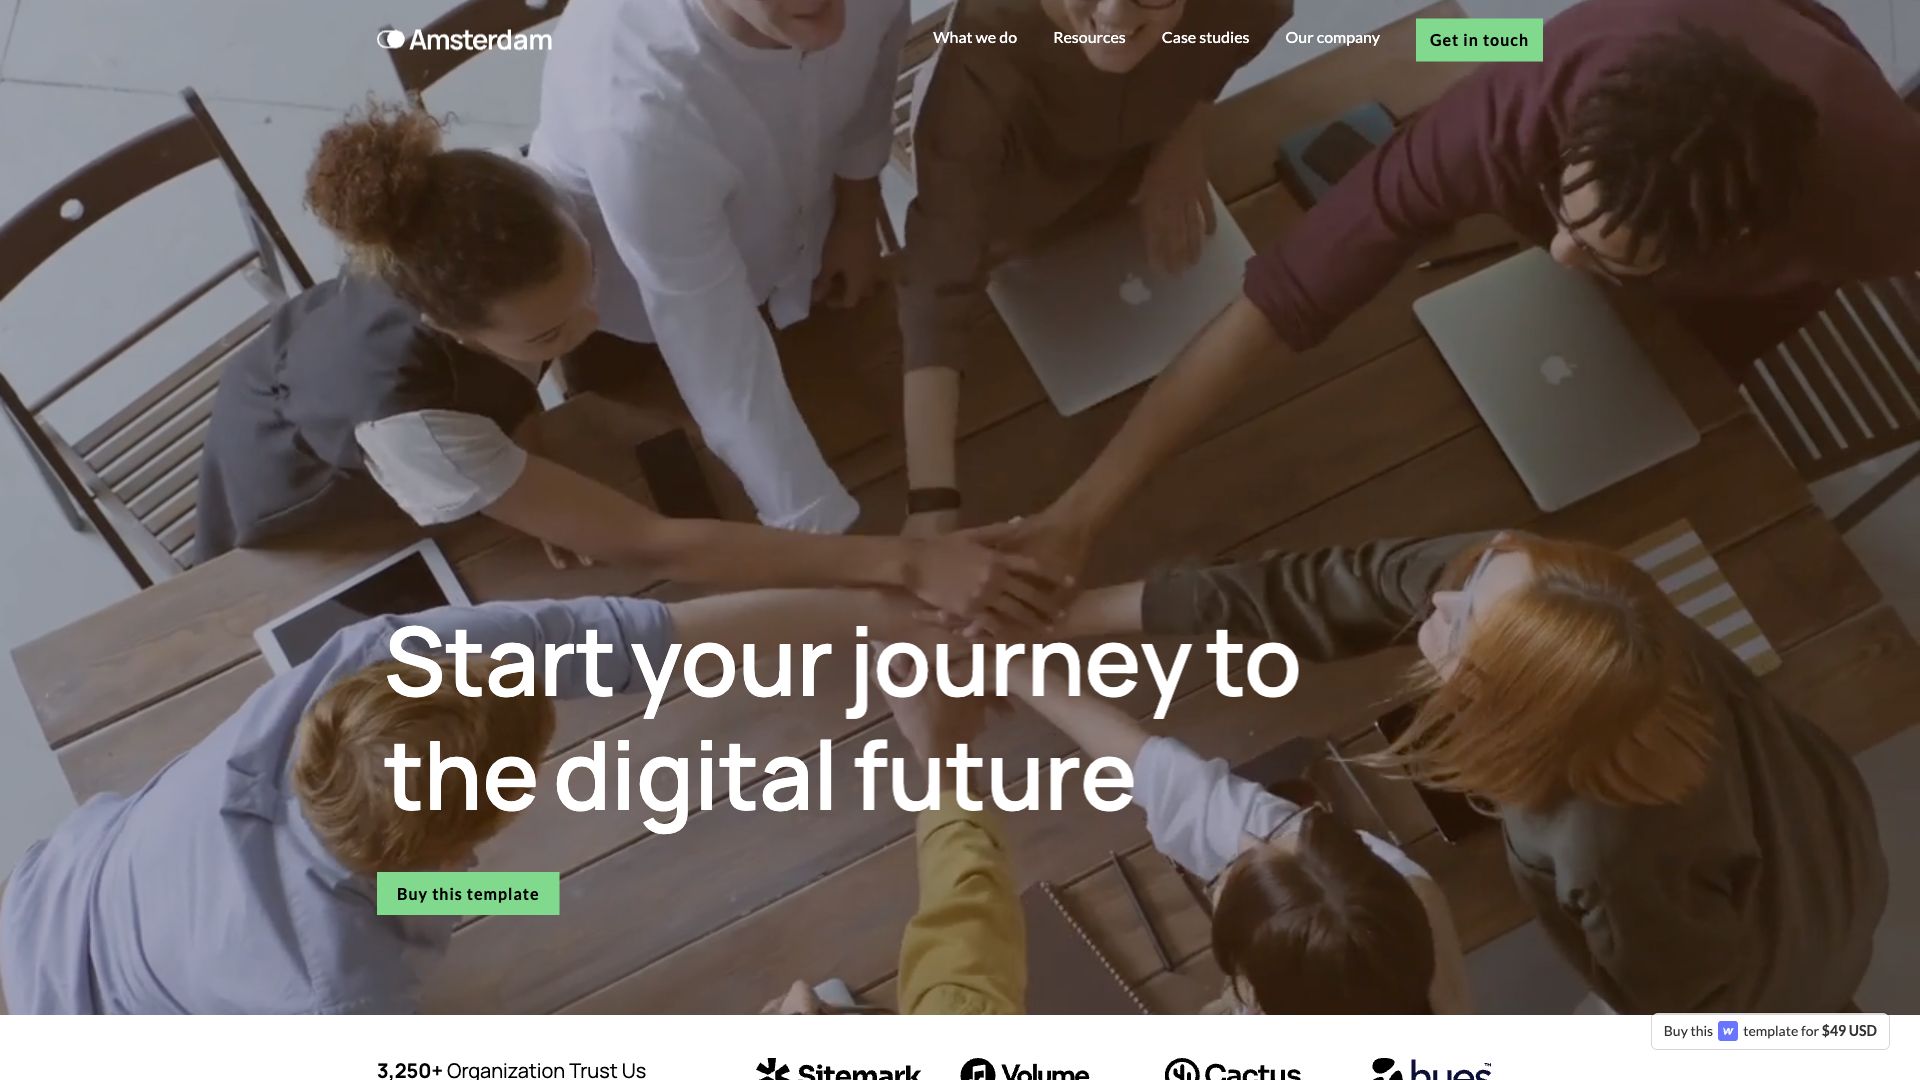 Amsterdam
What we do
Resources
Case studies
Our company
Get in touch
Start your journey to
the digital future
Buy this template
Buy this template for $49 USD
3,250+ Organization Trust Us
Sitemark
Volume
Cactus
hues™